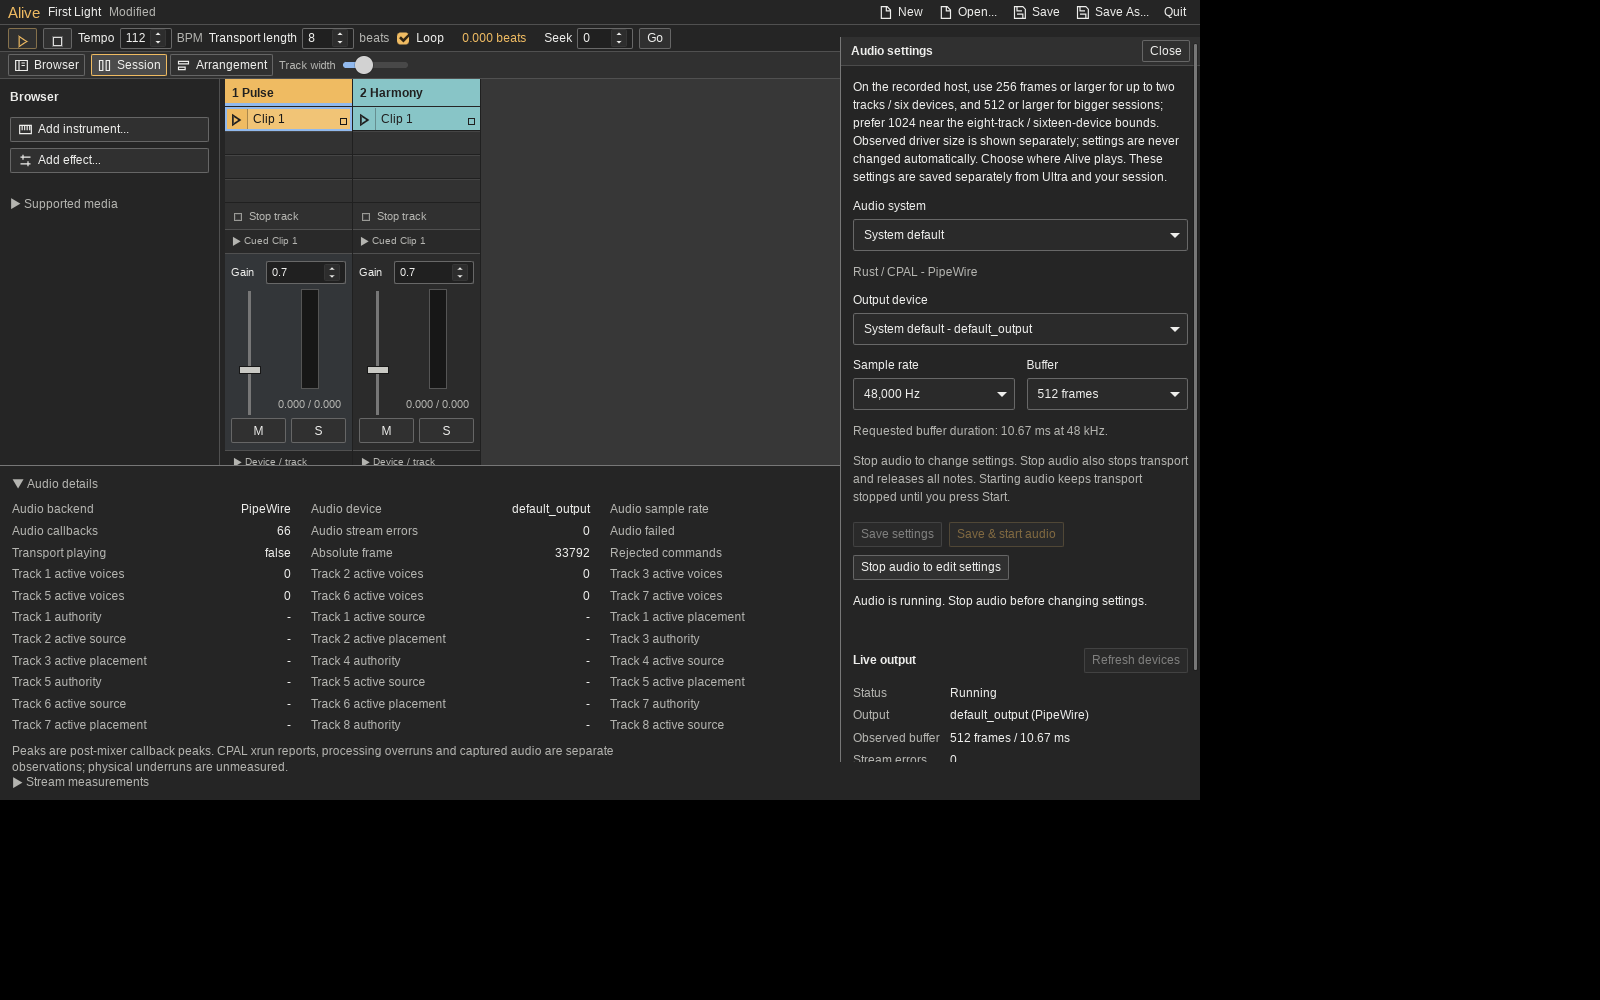 Alive First Light Modified New Open... Save Save As... Quit
Tempo 112 BPM Transport length 8 beats Loop 0.000 beats Seek 0 Go
Browser Session Arrangement Track width
Browser
Add instrument...
Add effect...
Supported media
1 Pulse 2 Harmony
Clip 1 Clip 1
Stop track Stop track
Cued Clip 1 Cued Clip 1
Gain 0.7 Gain 0.7
0.000 / 0.000 0.000 / 0.000
M S M S
Device / track Device / track
Audio details
Audio backend PipeWire Audio device default_output Audio sample rate
Audio callbacks 66 Audio stream errors 0 Audio failed
Transport playing false Absolute frame 33792 Rejected commands
Track 1 active voices 0 Track 2 active voices 0 Track 3 active voices
Track 5 active voices 0 Track 6 active voices 0 Track 7 active voices
Track 1 authority - Track 1 active source - Track 1 active placement
Track 2 active source - Track 2 active placement - Track 3 authority
Track 3 active placement - Track 4 authority - Track 4 active source
Track 5 authority - Track 5 active source - Track 5 active placement
Track 6 active source - Track 6 active placement - Track 7 authority
Track 7 active placement - Track 8 authority - Track 8 active source
Peaks are post-mixer callback peaks. CPAL xrun reports, processing overruns and captured audio are separate
observations; physical underruns are unmeasured.
Stream measurements
Audio settings Close
On the recorded host, use 256 frames or larger for up to two
tracks / six devices, and 512 or larger for bigger sessions;
prefer 1024 near the eight-track / sixteen-device bounds.
Observed driver size is shown separately; settings are never
changed automatically. Choose where Alive plays. These
settings are saved separately from Ultra and your session.
Audio system
System default
Rust / CPAL - PipeWire
Output device
System default - default_output
Sample rate Buffer
48,000 Hz 512 frames
Requested buffer duration: 10.67 ms at 48 kHz.
Stop audio to change settings. Stop audio also stops transport
and releases all notes. Starting audio keeps transport
stopped until you press Start.
Save settings Save & start audio
Stop audio to edit settings
Audio is running. Stop audio before changing settings.
Live output Refresh devices
Status Running
Output default_output (PipeWire)
Observed buffer 512 frames / 10.67 ms
Stream errors 0